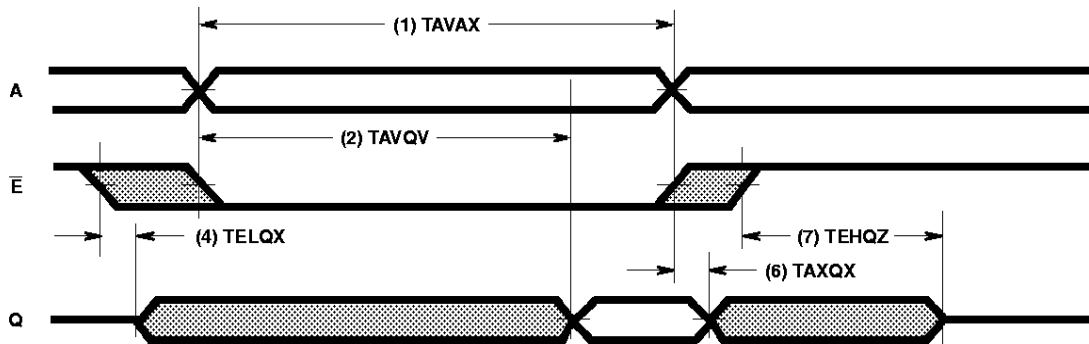 (1) TAVAX
A
(2) TAVQV
E̅
(4) TELQX
(7) TEHQZ
(6) TAXQX
Q